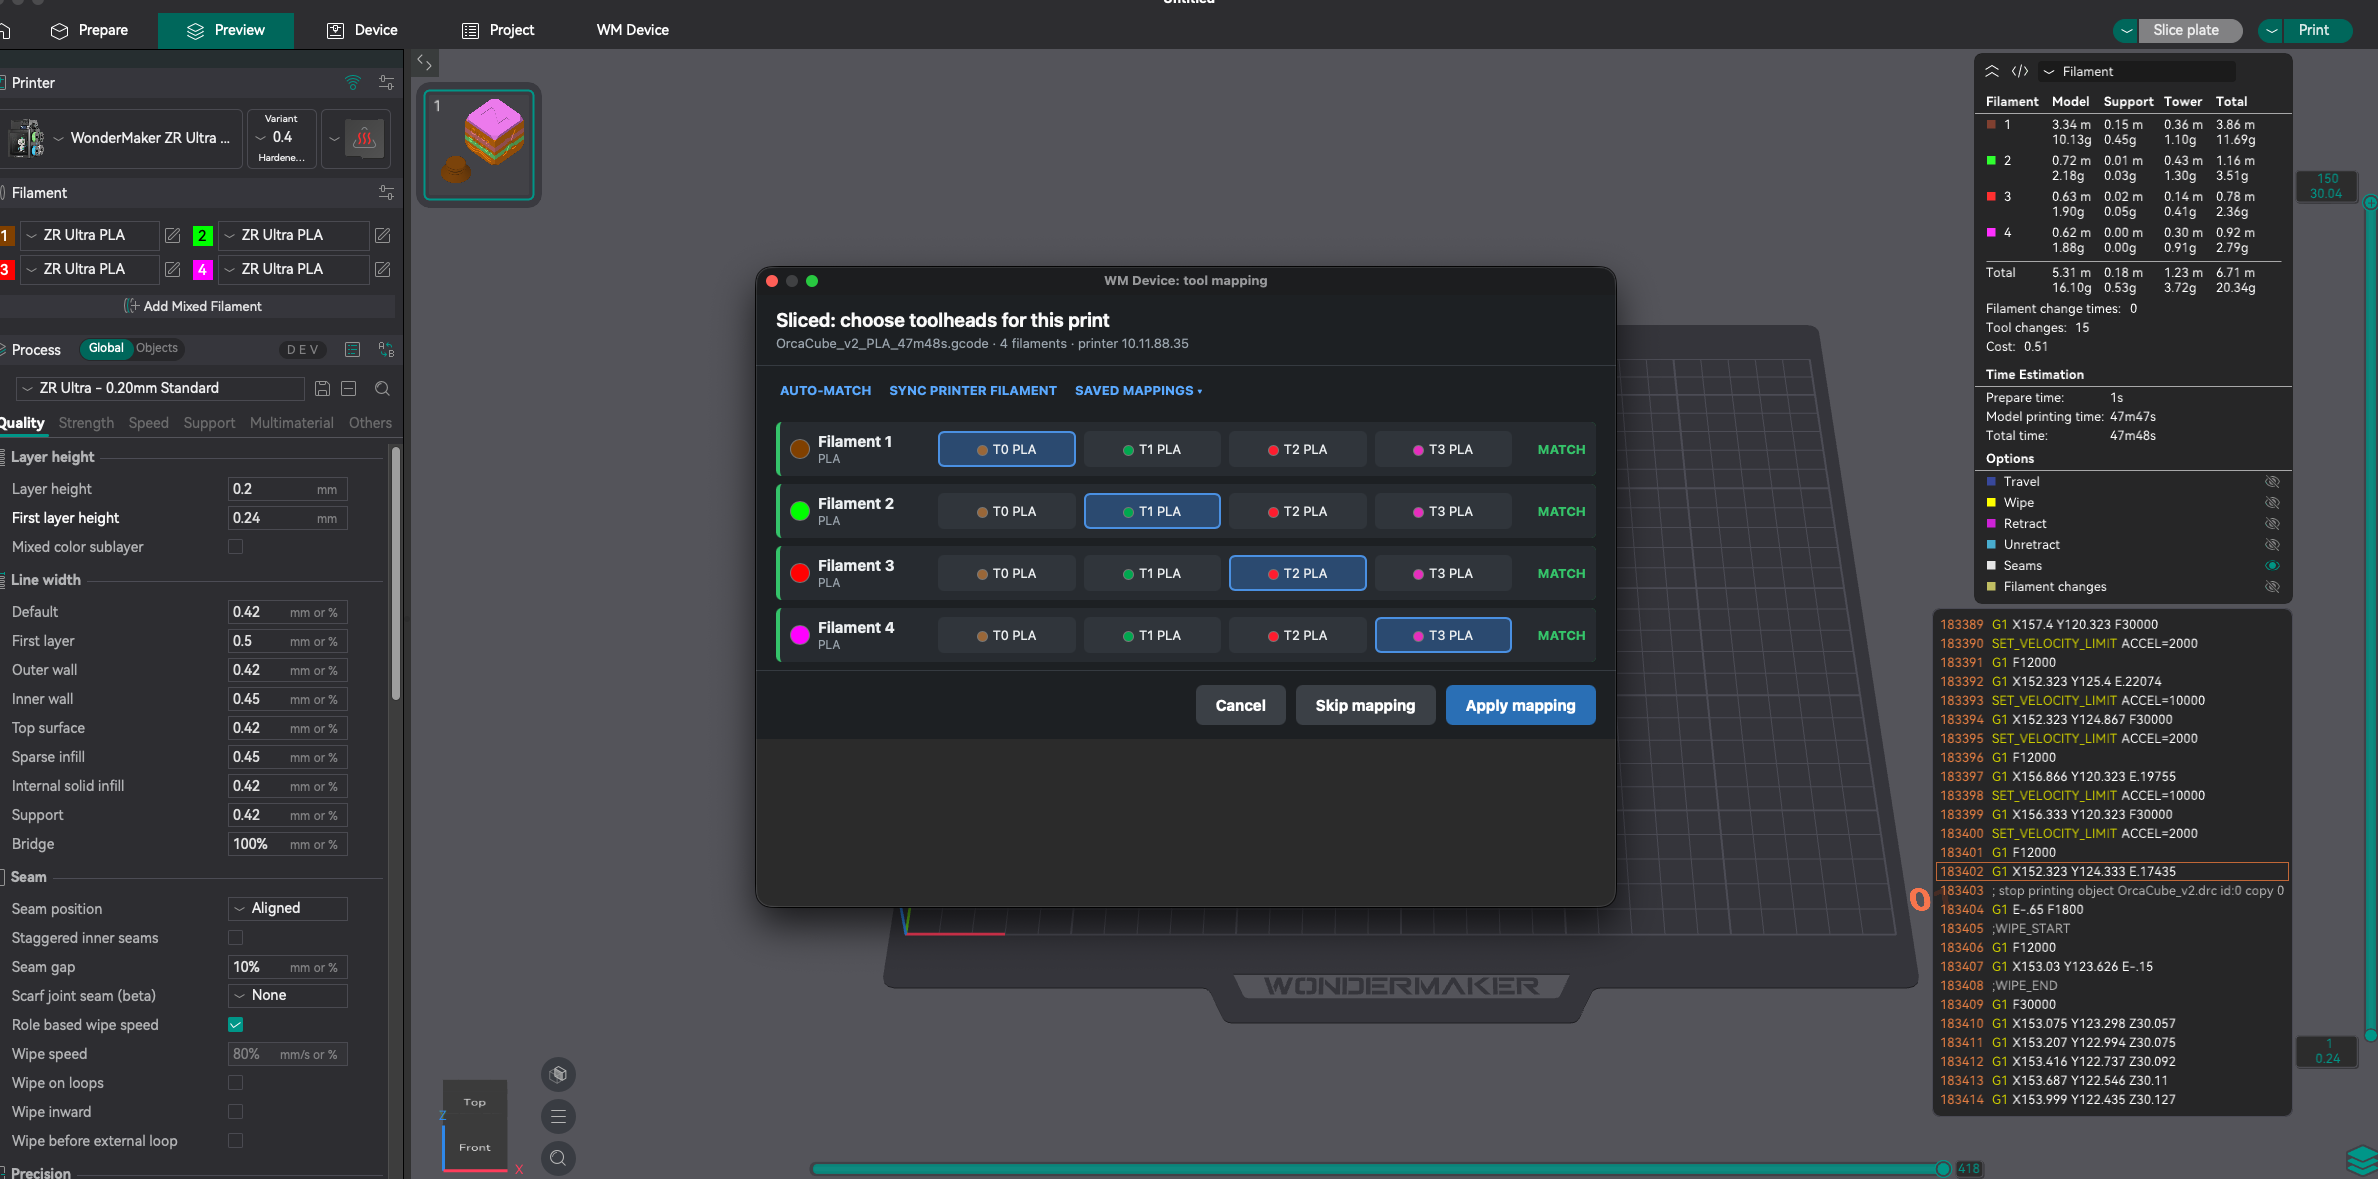 Untitled
Prepare
Preview
Device
Project
WM Device
Slice plate
Print
Printer
WonderMaker ZR Ultra ...
Variant
0.4
Hardene...
Filament
1 ZR Ultra PLA
2 ZR Ultra PLA
3 ZR Ultra PLA
4 ZR Ultra PLA
Add Mixed Filament
Process
Global
Objects
DEV
ZR Ultra - 0.20mm Standard
Quality Strength Speed Support Multimaterial Others
Layer height
Layer height 0.2 mm
First layer height 0.24 mm
Mixed color sublayer
Line width
Default 0.42 mm or %
First layer 0.5 mm or %
Outer wall 0.42 mm or %
Inner wall 0.45 mm or %
Top surface 0.42 mm or %
Sparse infill 0.45 mm or %
Internal solid infill 0.42 mm or %
Support 0.42 mm or %
Bridge 100% mm or %
Seam
Seam position Aligned
Staggered inner seams
Seam gap 10% mm or %
Scarf joint seam (beta) None
Role based wipe speed
Wipe speed 80% mm/s or %
Wipe on loops
Wipe inward
Wipe before external loop
Precision
1
WM Device: tool mapping
Sliced: choose toolheads for this print
OrcaCube_v2_PLA_47m48s.gcode · 4 filaments · printer 10.11.88.35
AUTO-MATCH SYNC PRINTER FILAMENT SAVED MAPPINGS
Filament 1 PLA T0 PLA T1 PLA T2 PLA T3 PLA MATCH
Filament 2 PLA T0 PLA T1 PLA T2 PLA T3 PLA MATCH
Filament 3 PLA T0 PLA T1 PLA T2 PLA T3 PLA MATCH
Filament 4 PLA T0 PLA T1 PLA T2 PLA T3 PLA MATCH
Cancel
Skip mapping
Apply mapping
WONDERMAKER
Top
Front
Z
X
418
Filament
Filament Model Support Tower Total
1 3.34 m 0.15 m 0.36 m 3.86 m
10.13g 0.45g 1.10g 11.69g
2 0.72 m 0.01 m 0.43 m 1.16 m
2.18g 0.03g 1.30g 3.51g
3 0.63 m 0.02 m 0.14 m 0.78 m
1.90g 0.05g 0.41g 2.36g
4 0.62 m 0.00 m 0.30 m 0.92 m
1.88g 0.00g 0.91g 2.79g
Total 5.31 m 0.18 m 1.23 m 6.71 m
16.10g 0.53g 3.72g 20.34g
Filament change times: 0
Tool changes: 15
Cost: 0.51
Time Estimation
Prepare time: 1s
Model printing time: 47m47s
Total time: 47m48s
Options
Travel
Wipe
Retract
Unretract
Seams
Filament changes
150
30.04
1
0.24
183389 G1 X157.4 Y120.323 F30000
183390 SET_VELOCITY_LIMIT ACCEL=2000
183391 G1 F12000
183392 G1 X152.323 Y125.4 E.22074
183393 SET_VELOCITY_LIMIT ACCEL=10000
183394 G1 X152.323 Y124.867 F30000
183395 SET_VELOCITY_LIMIT ACCEL=2000
183396 G1 F12000
183397 G1 X156.866 Y120.323 E.19755
183398 SET_VELOCITY_LIMIT ACCEL=10000
183399 G1 X156.333 Y120.323 F30000
183400 SET_VELOCITY_LIMIT ACCEL=2000
183401 G1 F12000
183402 G1 X152.323 Y124.333 E.17435
183403 ; stop printing object OrcaCube_v2.drc id:0 copy 0
183404 G1 E-.65 F1800
183405 ;WIPE_START
183406 G1 F12000
183407 G1 X153.03 Y123.626 E-.15
183408 ;WIPE_END
183409 G1 F30000
183410 G1 X153.075 Y123.298 Z30.057
183411 G1 X153.207 Y122.994 Z30.075
183412 G1 X153.416 Y122.737 Z30.092
183413 G1 X153.687 Y122.546 Z30.11
183414 G1 X153.999 Y122.435 Z30.127